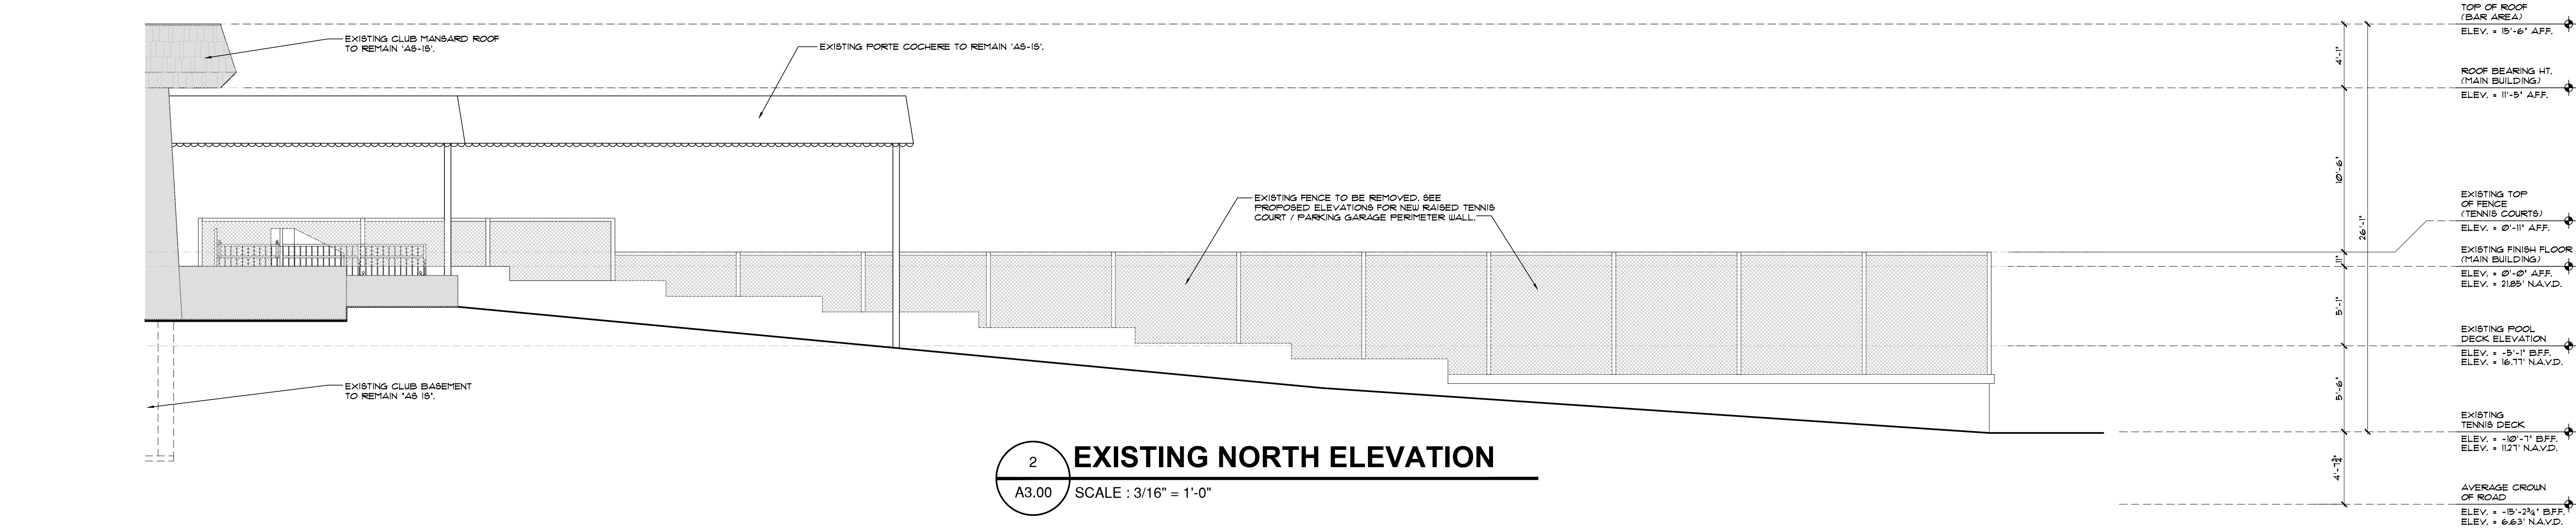 EXISTING CLUB MANSARD ROOF
TO REMAIN 'AS-IS'.
EXISTING PORTE COCHERE TO REMAIN 'AS-IS'.
EXISTING FENCE TO BE REMOVED. SEE
PROPOSED ELEVATIONS FOR NEW RAISED TENNIS
COURT / PARKING GARAGE PERIMETER WALL.
EXISTING CLUB BASEMENT
TO REMAIN "AS IS".
2
A3.00
EXISTING NORTH ELEVATION
SCALE : 3/16" = 1'-0"
4'-1"
10'-6"
11"
5'-1"
5'-6"
4'-7¾"
26'-1"
TOP OF ROOF
(BAR AREA)
ELEV. = 15'-6" A.F.F.
ROOF BEARING HT.
(MAIN BUILDING)
ELEV. = 11'-5" A.F.F.
EXISTING TOP
OF FENCE
(TENNIS COURTS)
ELEV. = 0'-11" A.F.F.
EXISTING FINISH FLOOR
(MAIN BUILDING)
ELEV. = 0'-0" A.F.F.
ELEV. = 21.85' N.A.V.D.
EXISTING POOL
DECK ELEVATION
ELEV. = -5'-1" B.F.F.
ELEV. = 16.77' N.A.V.D.
EXISTING
TENNIS DECK
ELEV. = -10'-7" B.F.F.
ELEV. = 11.27' N.A.V.D.
AVERAGE CROWN
OF ROAD
ELEV. = -15'-2¾" B.F.F.
ELEV. = 6.63' N.A.V.D.